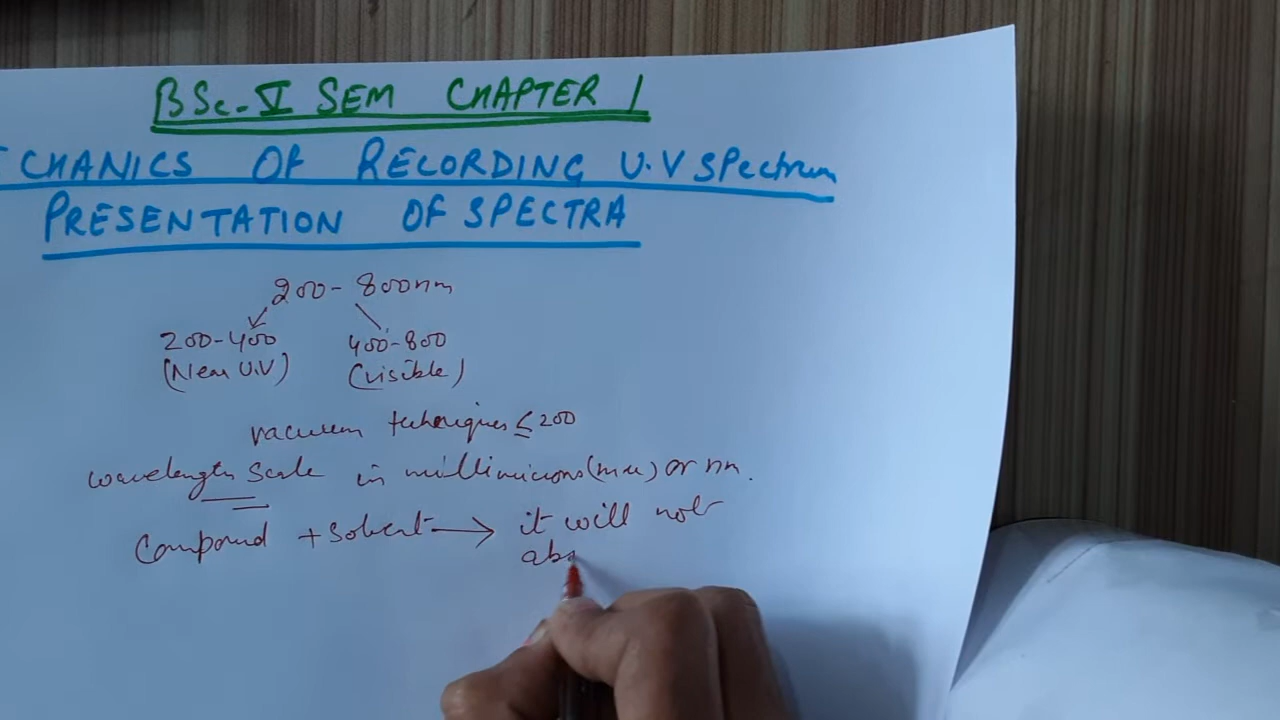 BSc-V SEM CHAPTER 1
CHANICS OF RECORDING U.V SPectrum
PRESENTATION OF SPECTRA
200-800nm
200-400 400-800
(Near U.V) (visible)
vacuum techniques ≤ 200
wavelength scale in millimicrons (mμ) or nm.
Compound + Solvent → it will not
abs